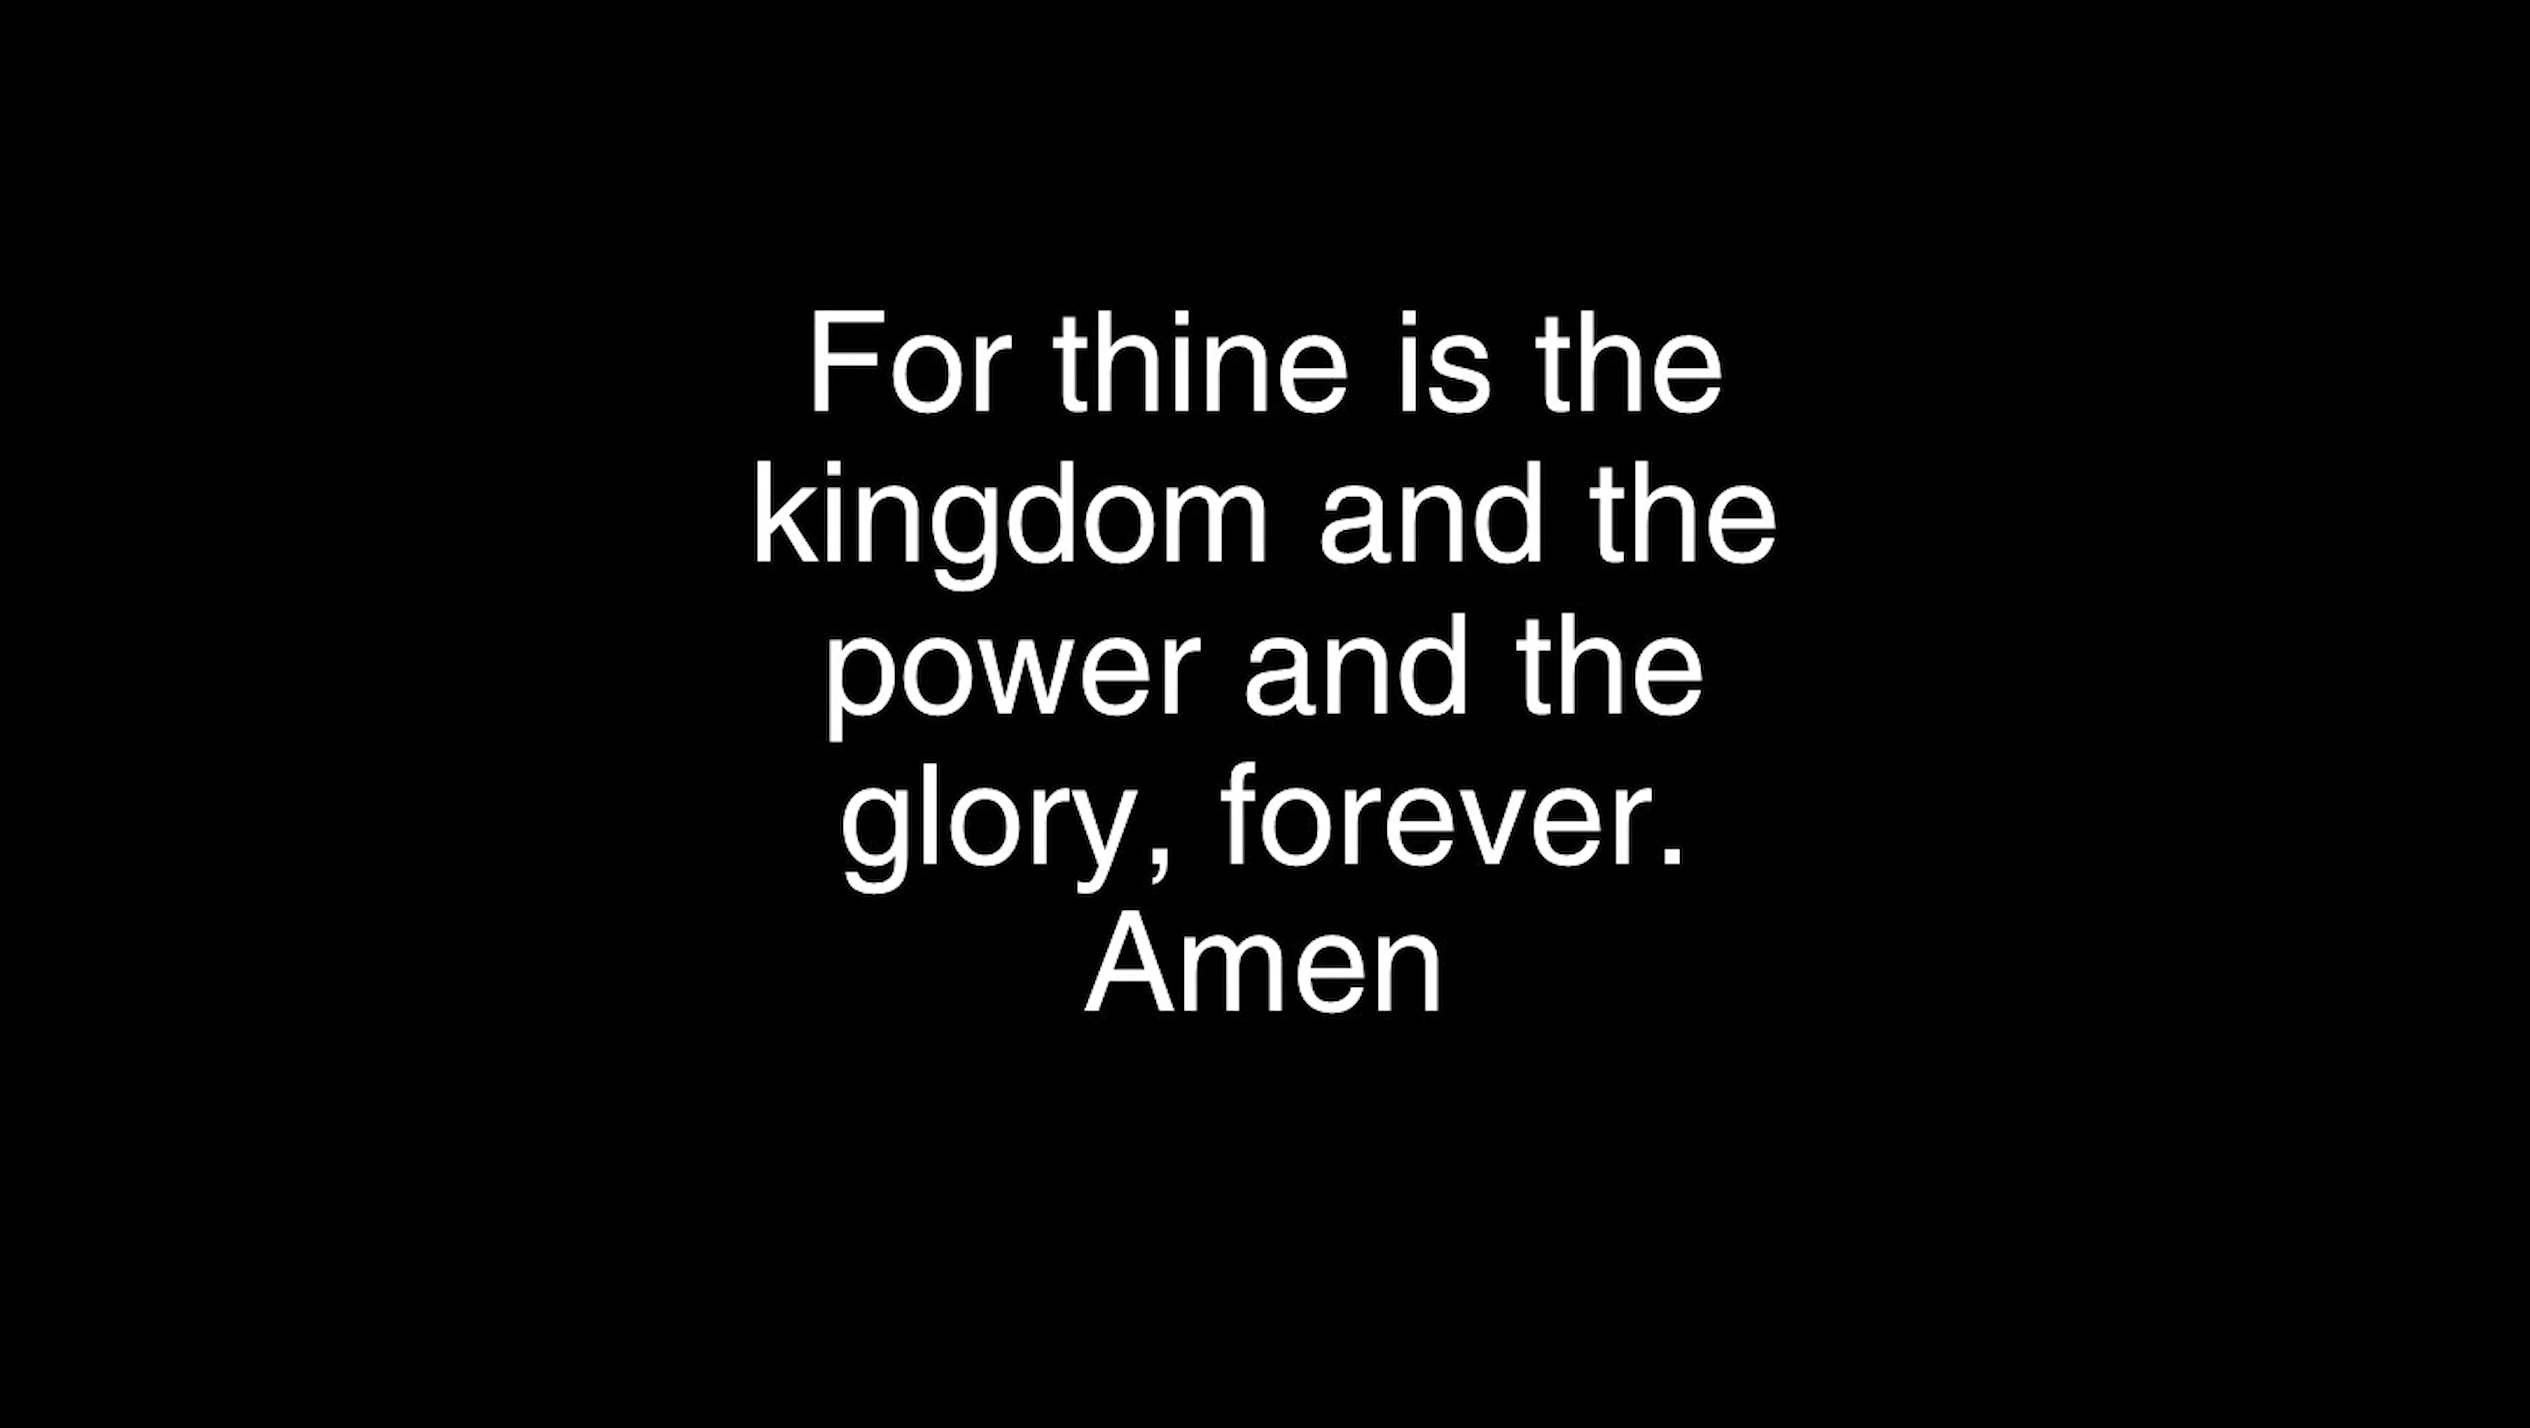 For thine is the
kingdom and the
power and the
glory, forever.
Amen